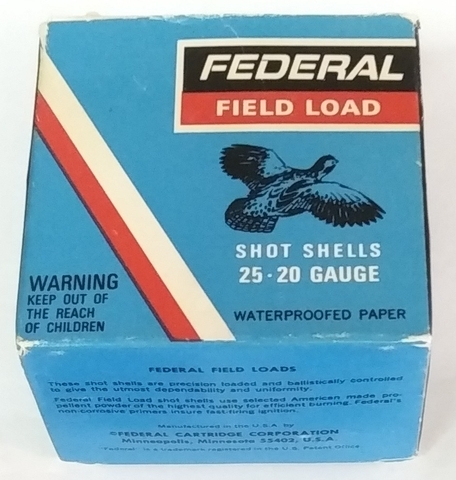 FEDERAL
FIELD LOAD
SHOT SHELLS
25 · 20 GAUGE
WATERPROOFED PAPER
WARNING
KEEP OUT OF
THE REACH
OF CHILDREN
FEDERAL FIELD LOADS
These shot shells are precision loaded and ballistically controlled
to give the utmost dependability and uniformity.
Federal Field Load shot shells use selected American made pro-
pellent powder of the highest quality for efficient burning. Federal's
non-corrosive primers insure fast-firing ignition.
Manufactured in the U.S.A. by
©FEDERAL CARTRIDGE CORPORATION
Minneapolis, Minnesota 55402, U.S.A.
"Federal" is a trademark registered in the U.S. Patent Office